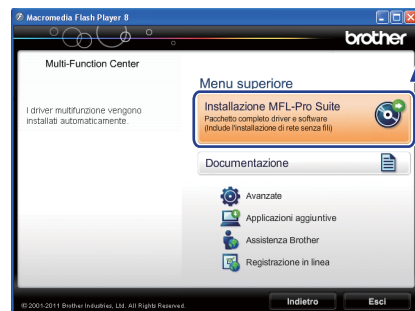 Macromedia Flash Player 8
brother
Multi-Function Center
I driver multifunzione vengono
installati automaticamente.
Menu superiore
Installazione MFL-Pro Suite
Pacchetto completo driver e software
(Include l'installazione di rete senza fili)
Documentazione
Avanzate
Applicazioni aggiuntive
Assistenza Brother
Registrazione in linea
© 2001-2011 Brother Industries, Ltd. All Rights Reserved.
Indietro
Esci